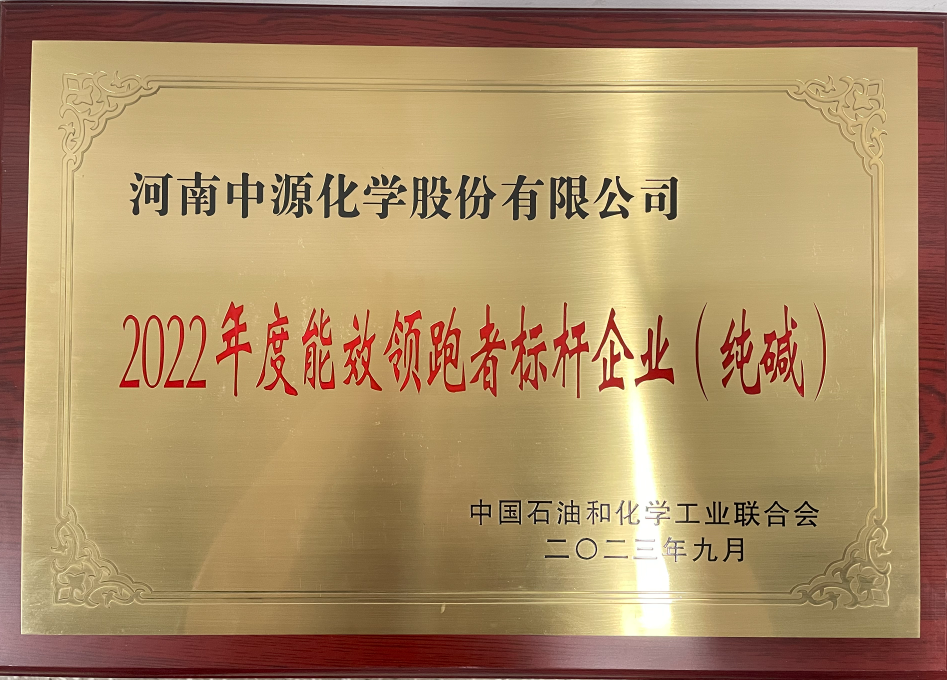 河南中源化学股份有限公司
2022年度能效领跑者标杆企业（纯碱）
中国石油和化学工业联合会
二〇二三年九月